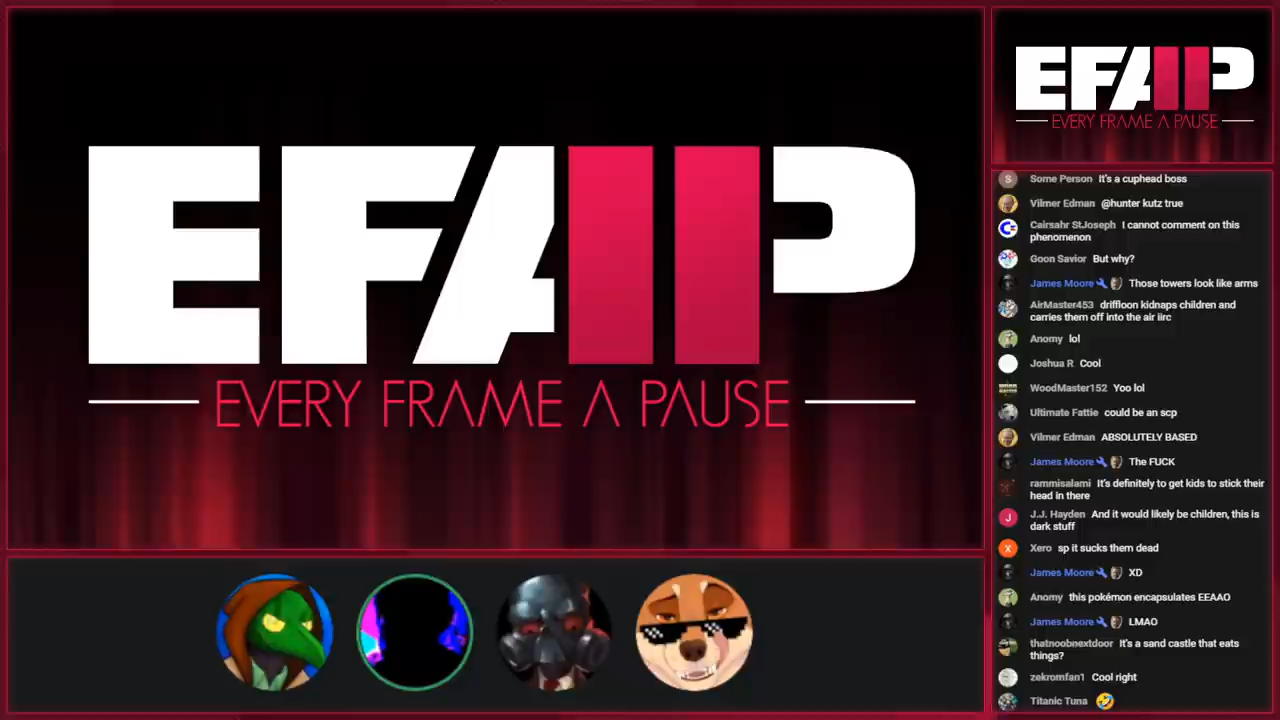 EFAP
EVERY FRAME A PAUSE
EFAP
EVERY FRAME A PAUSE
S Some Person It's a cuphead boss
Vilmer Edman @hunter kutz true
Cairsahr StJoseph I cannot comment on this
phenomenon
Goon Savior But why?
James Moore Those towers look like arms
AirMaster453 driffloon kidnaps children and
carries them off into the air iirc
Anomy lol
Joshua R Cool
WoodMaster152 Yoo lol
Ultimate Fattie could be an scp
Vilmer Edman ABSOLUTELY BASED
James Moore The FUCK
rammisalami It's definitely to get kids to stick their
head in there
J J.J. Hayden And it would likely be children, this is
dark stuff
X Xero sp it sucks them dead
James Moore XD
Anomy this pokémon encapsulates EEAAO
James Moore LMAO
thatnoobnextdoor It's a sand castle that eats
things?
zekromfan1 Cool right
Titanic Tuna 🤣